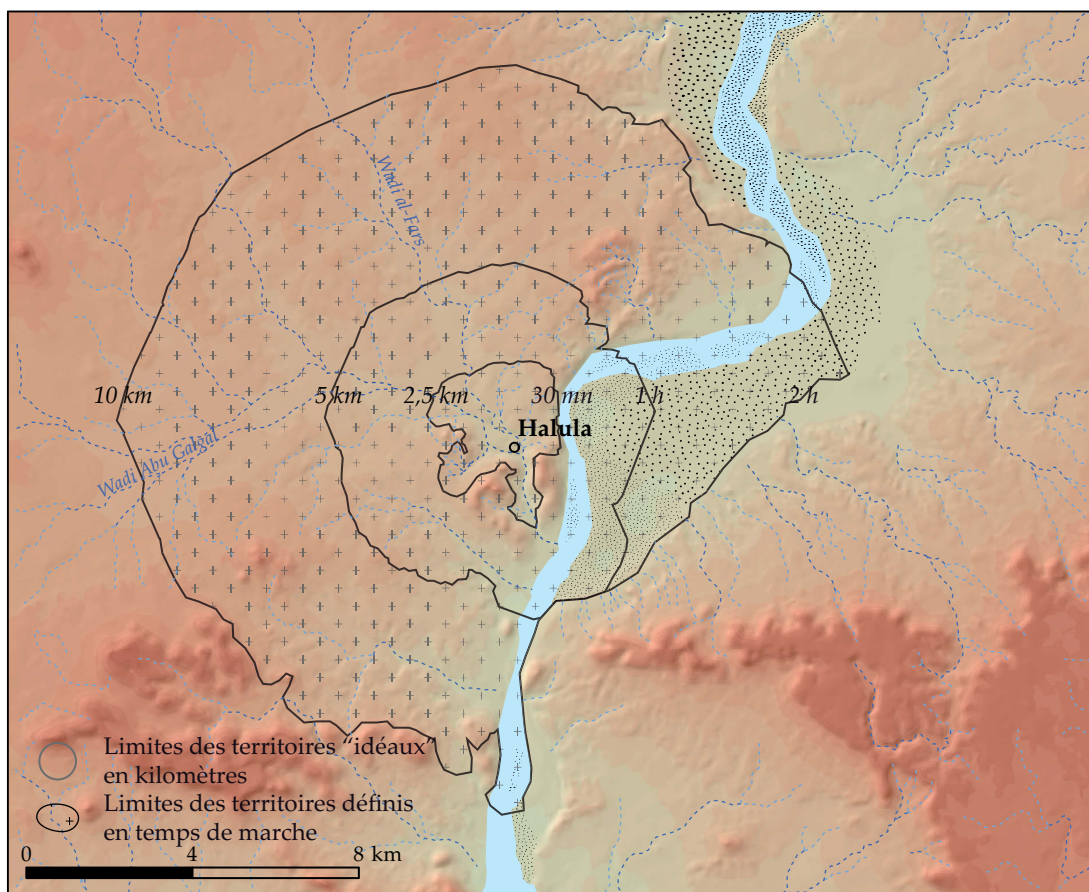 Wadi al-Fars
10 km
5 km
2,5 km
30 mn
1 h
2 h
Halula
Wadi Abu Gargal
Limites des territoires “idéaux”
en kilomètres
Limites des territoires définis
en temps de marche
0 4 8 km